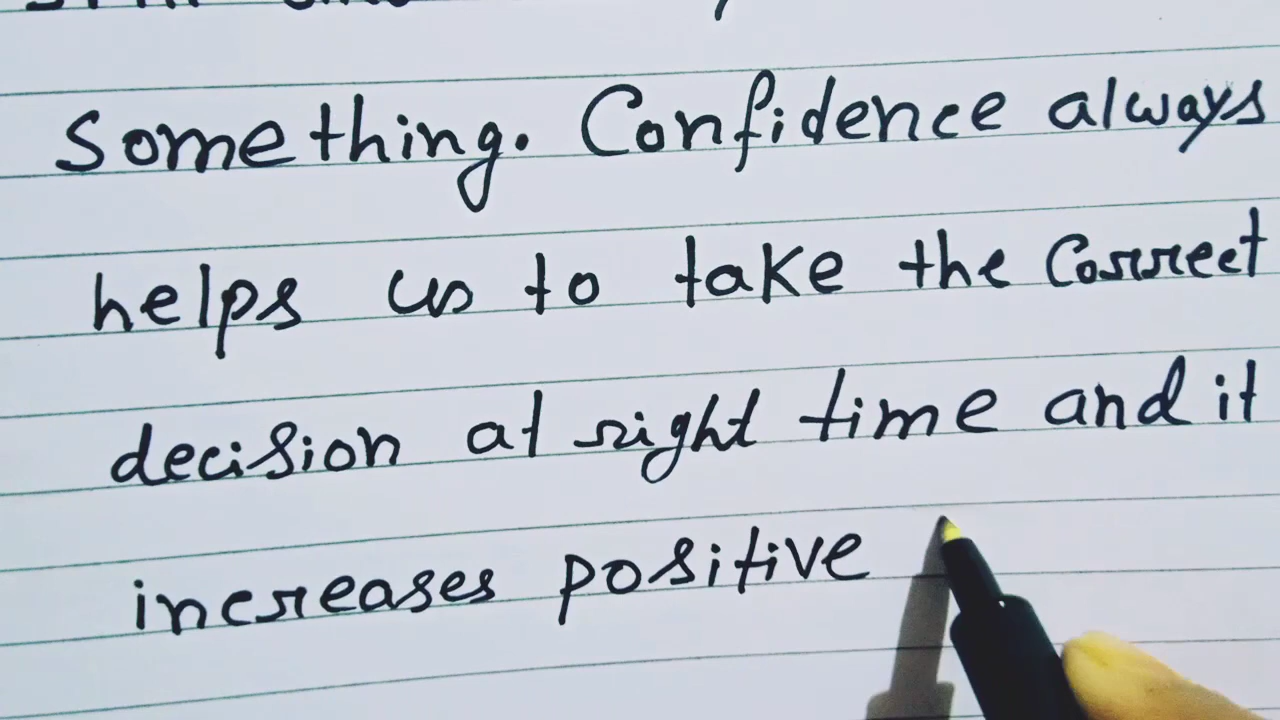 Something. Confidence always
helps us to take the Correct
decision at right time and it
increases positive